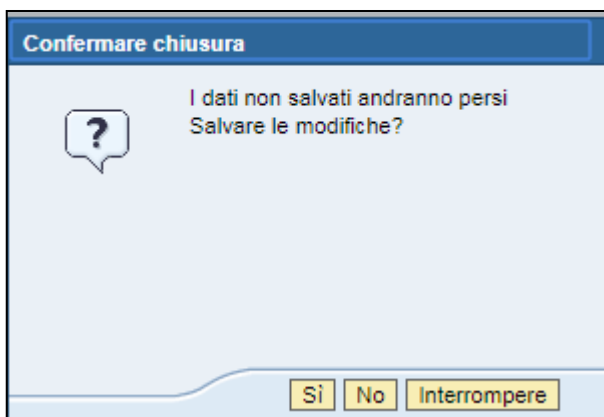 Confermare chiusura
I dati non salvati andranno persi
Salvare le modifiche?
?
Sì No Interrompere